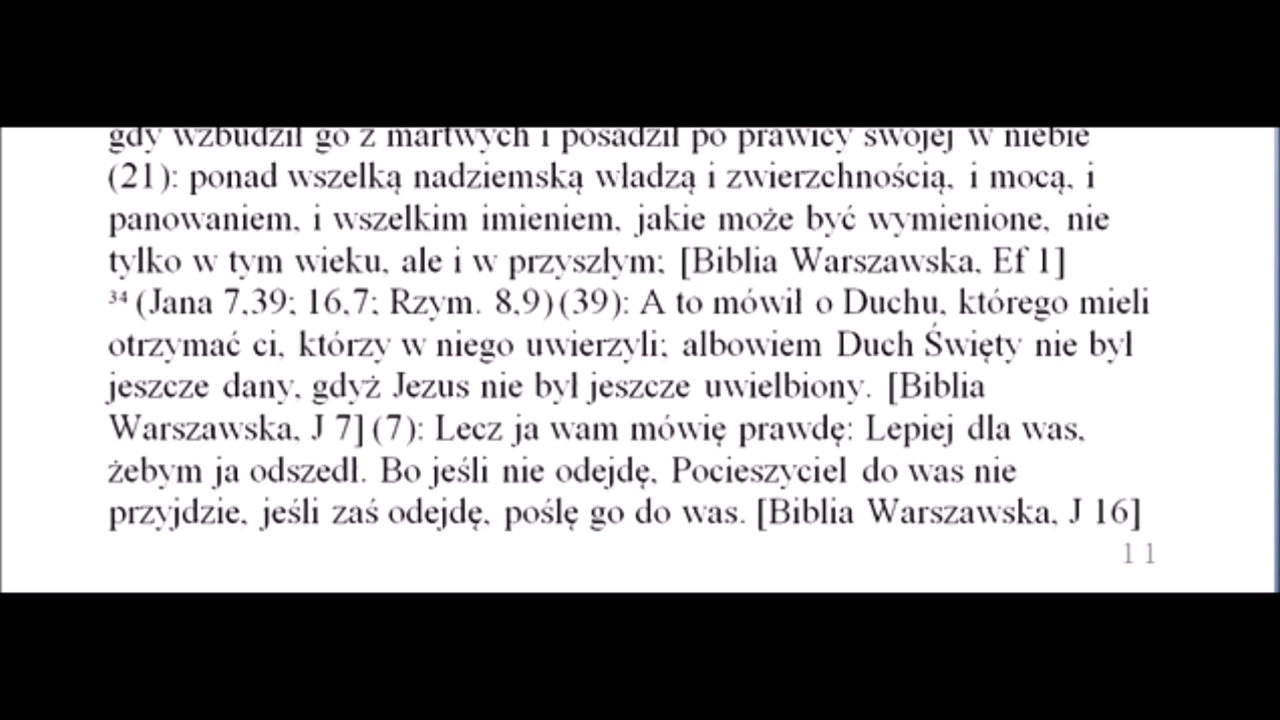 gdy wzbudził go z martwych i posadził po prawicy swojej w niebie
(21): ponad wszelką nadziemską władzą i zwierzchnością, i mocą, i
panowaniem, i wszelkim imieniem, jakie może być wymienione, nie
tylko w tym wieku, ale i w przyszłym; [Biblia Warszawska, Ef 1]
³⁴ (Jana 7,39; 16,7; Rzym. 8,9) (39): A to mówił o Duchu, którego mieli
otrzymać ci, którzy w niego uwierzyli; albowiem Duch Święty nie był
jeszcze dany, gdyż Jezus nie był jeszcze uwielbiony. [Biblia
Warszawska, J 7] (7): Lecz ja wam mówię prawdę: Lepiej dla was,
żebym ja odszedł. Bo jeśli nie odejdę, Pocieszyciel do was nie
przyjdzie, jeśli zaś odejdę, poślę go do was. [Biblia Warszawska, J 16]
11